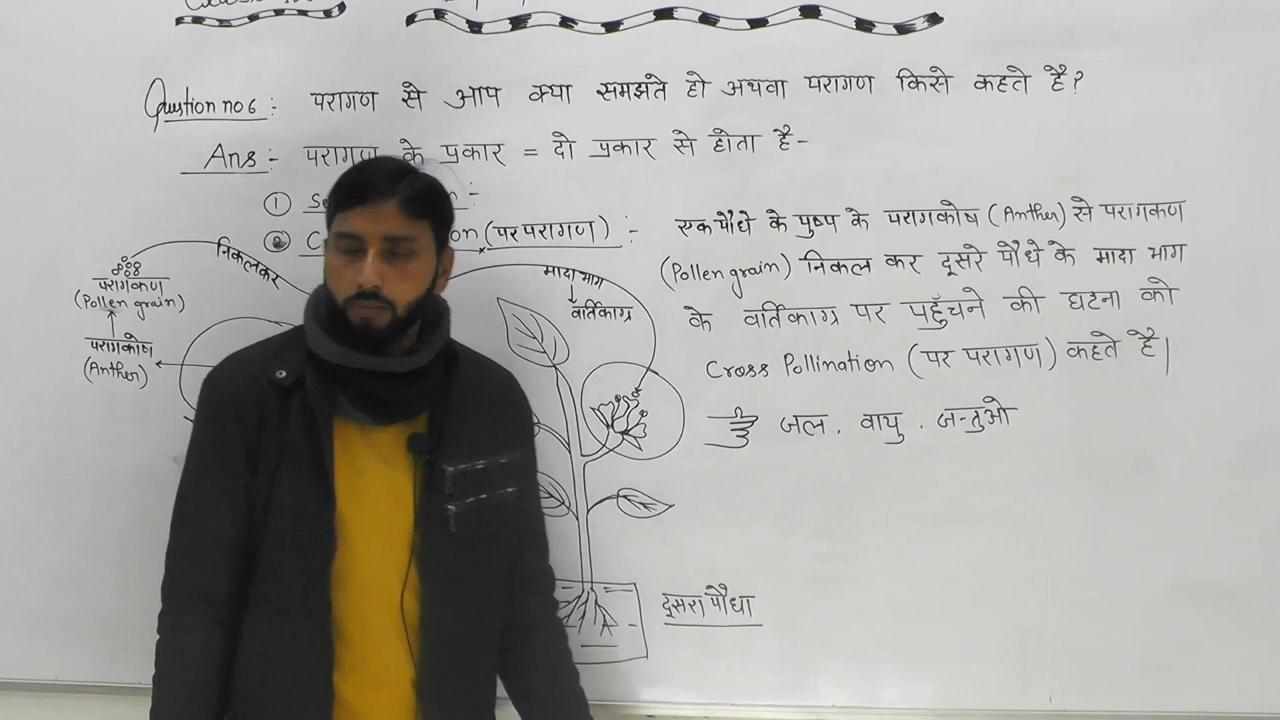 Question no 6 :- परागण से आप क्या समझते हो अथवा परागण किसे कहते है?
Ans :- परागण के प्रकार = दो प्रकार से होता है-
①
② on (पर परागण) :- एक पौधे के पुष्प के परागकोष (Anther) से परागकण
(Pollen grain) निकल कर दूसरे पौधे के मादा भाग
के वर्तिकाग्र पर पहुँचने की घटना को
Cross Pollination (पर परागण) कहते है|
जल, वायु, जन्तुओ
निकलकर
परागकण
(Pollen grain)
परागकोष
(Anther)
मादा भाग
वर्तिकाग्र
दूसरा पौधा